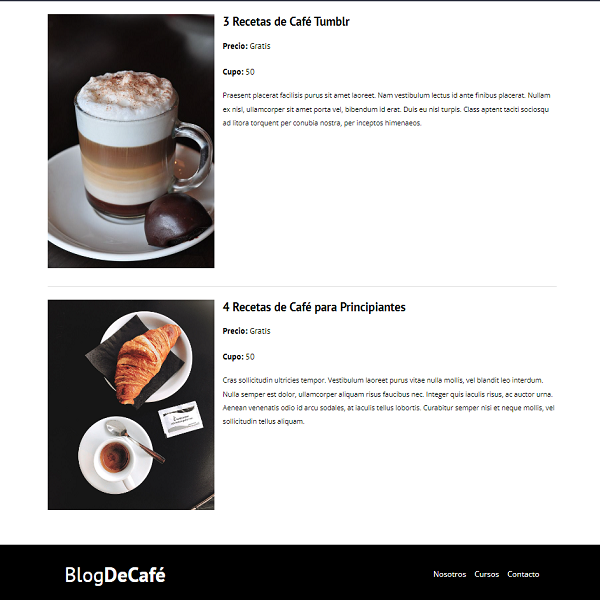 3 Recetas de Café Tumblr
Precio: Gratis
Cupo: 50
Praesent placerat facilisis purus sit amet laoreet. Nam vestibulum lectus id ante finibus placerat. Nullam
ex nisl, ullamcorper sit amet porta vel, bibendum id erat. Duis eu nisl turpis. Class aptent taciti sociosqu
ad litora torquent per conubia nostra, per inceptos himenaeos.
4 Recetas de Café para Principiantes
Precio: Gratis
Cupo: 50
Cras sollicitudin ultricies tempor. Vestibulum laoreet purus vitae nulla mollis, vel blandit leo interdum.
Nulla semper est dolor, ullamcorper aliquam risus faucibus nec. Integer quis iaculis risus, ac auctor urna.
Aenean venenatis odio id arcu sodales, at iaculis tellus lobortis. Curabitur semper nisi et neque mollis, vel
sollicitudin tellus aliquam.
BlogDeCafé
Nosotros Cursos Contacto